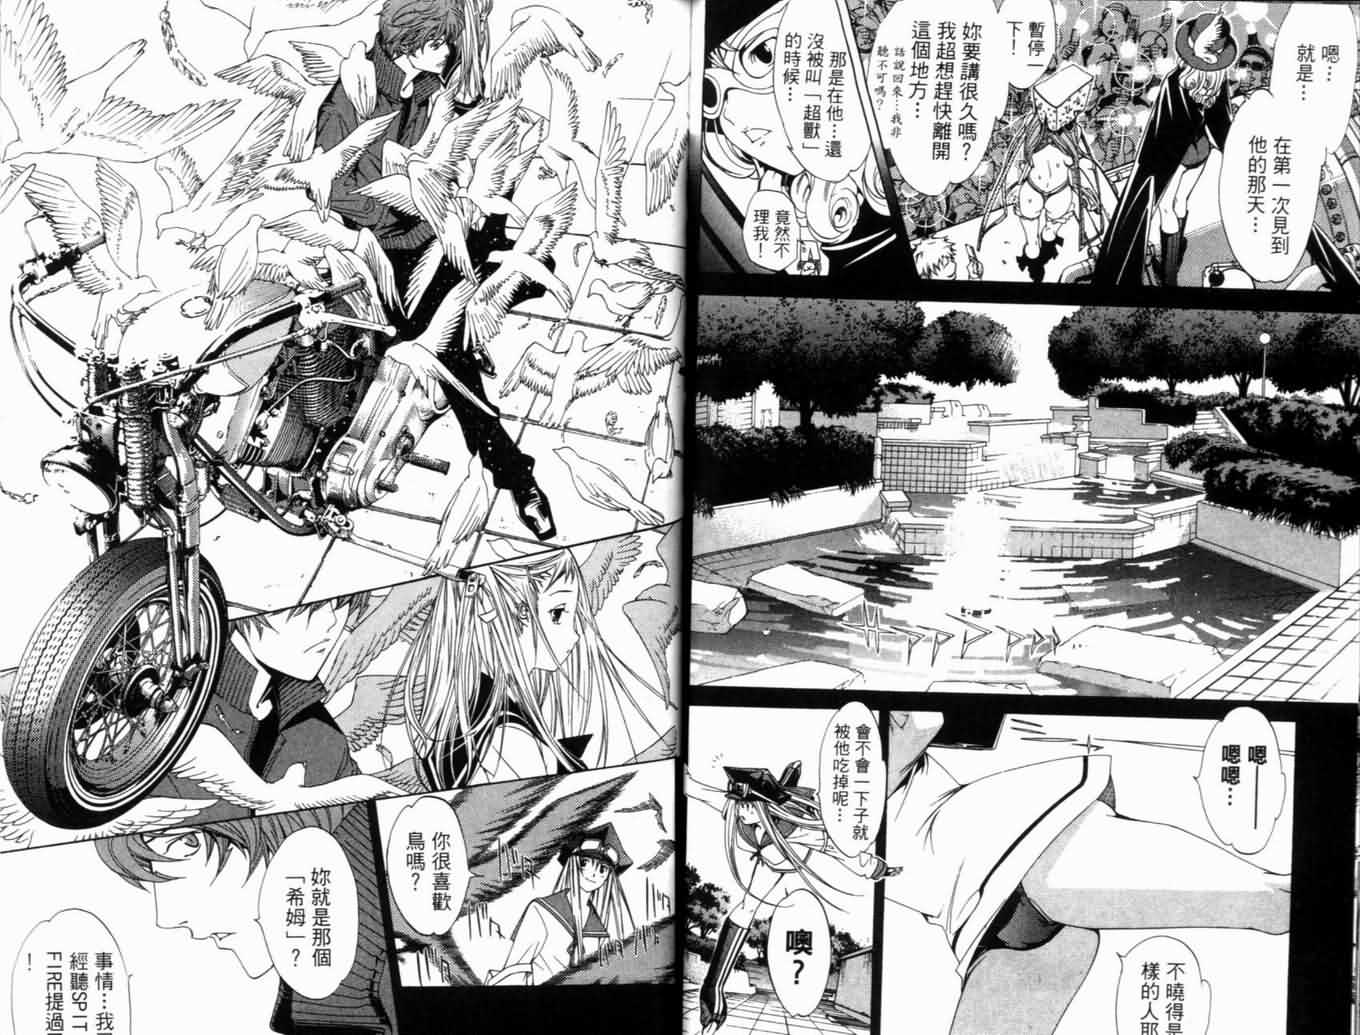 嗯…
就是…
在第一次見到
他的那天…
暫停一
下！
妳要講很久嗎？
我超想趕快離開
這個地方…
話說回來…我非
聽不可嗎？
那是在他…還
沒被叫「超獸」
的時候…
竟然不
理我！
嗯——
嗯嗯…
不曉得是
樣的人耶
會不會一下子就
被他吃掉呢…
噢？
你很喜歡
鳥嗎？
妳就是那個
「希姆」？
事情…我
經聽SPIT
FIRE提過
！